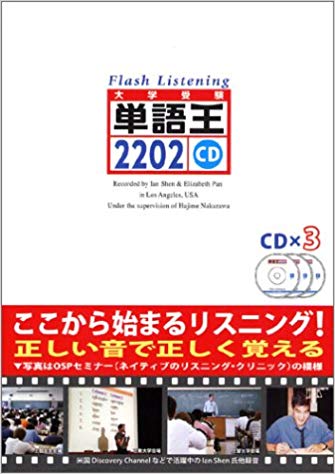 Flash Listening
大学受験
単語王
2202 CD
Recorded by Ian Shen & Elizabeth Pan
in Los Angeles, USA
Under the supervision of Hajime Nakazawa
CD×3
ここから始まるリスニング!
正しい音で正しく覚える
▼写真はOSPセミナー(ネイティブのリスニング・クリニック)の模様
米国 Discovery Channel などで活躍中の Ian Shen 氏他録音